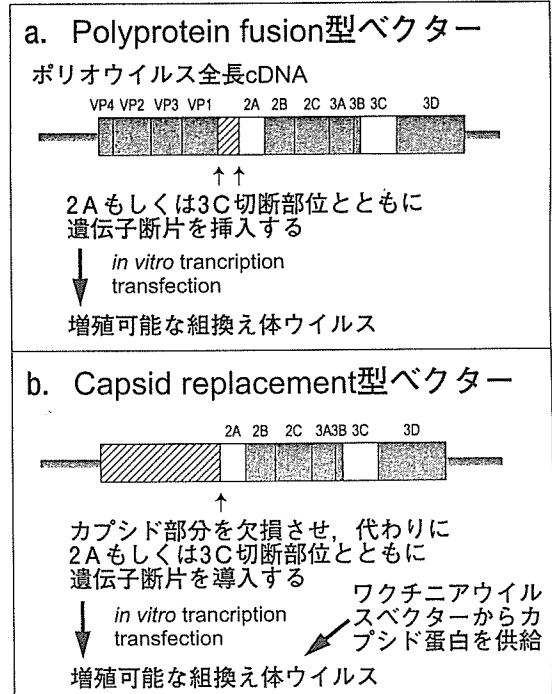 a. Polyprotein fusion型ベクター
ポリオウイルス全長cDNA
VP4 VP2 VP3 VP1 2A 2B 2C 3A 3B 3C 3D
↑ ↑
2Aもしくは3C切断部位とともに
遺伝子断片を挿入する
in vitro trancription
transfection
増殖可能な組換え体ウイルス
b. Capsid replacement型ベクター
2A 2B 2C 3A3B 3C 3D
↑
カプシド部分を欠損させ,代わりに
2Aもしくは3C切断部位とともに
遺伝子断片を導入する
in vitro trancription
transfection
ワクチニアウイル
スベクターからカ
プシド蛋白を供給
増殖可能な組換え体ウイルス